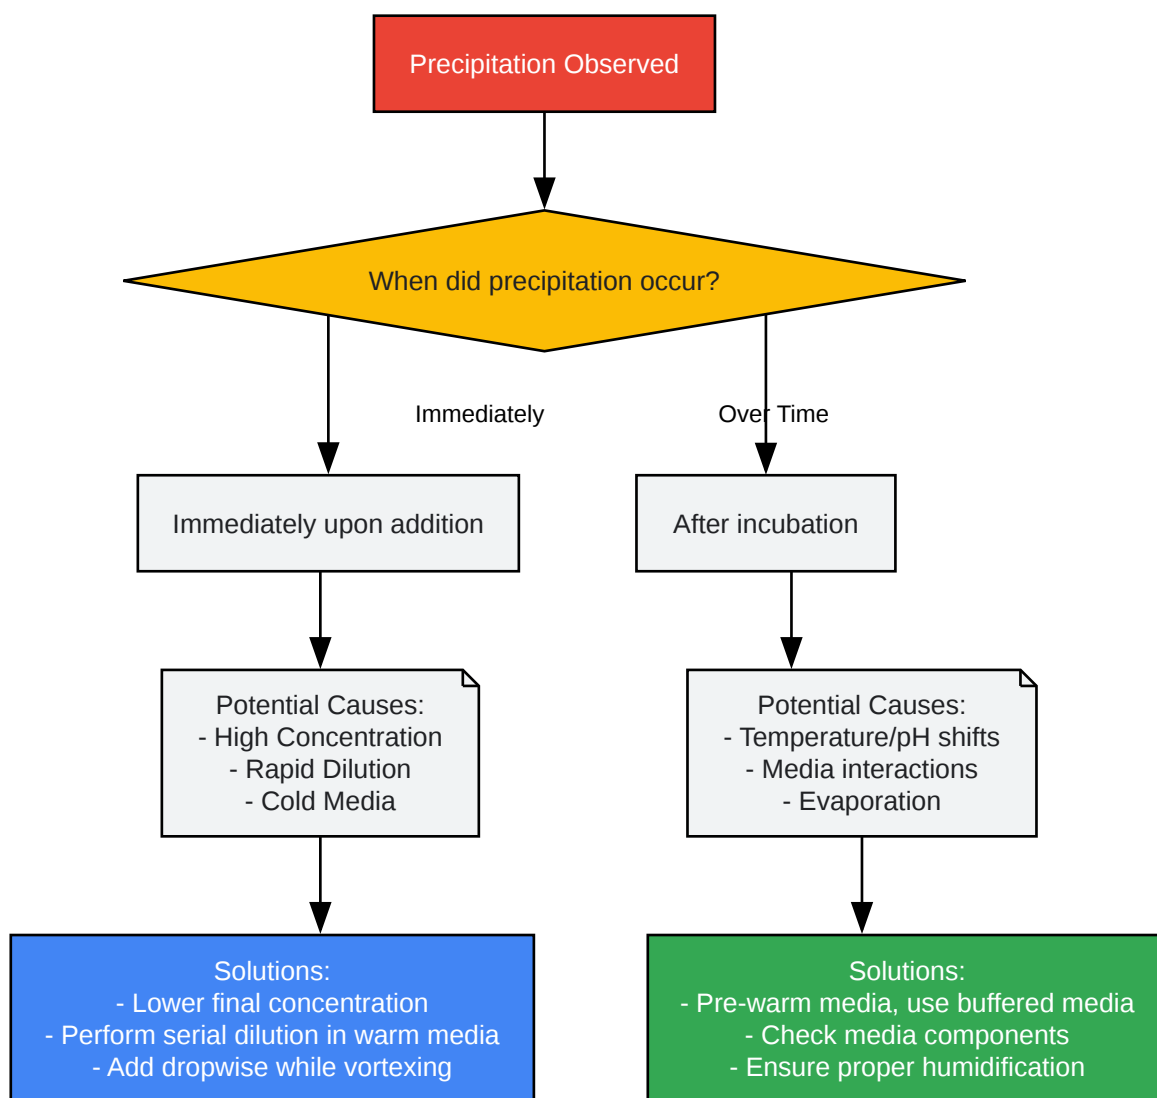 Precipitation Observed
When did precipitation occur?
Immediately
Over Time
Immediately upon addition
After incubation
Potential Causes:
- High Concentration
- Rapid Dilution
- Cold Media
Potential Causes:
- Temperature/pH shifts
- Media interactions
- Evaporation
Solutions:
- Lower final concentration
- Perform serial dilution in warm media
- Add dropwise while vortexing
Solutions:
- Pre-warm media, use buffered media
- Check media components
- Ensure proper humidification